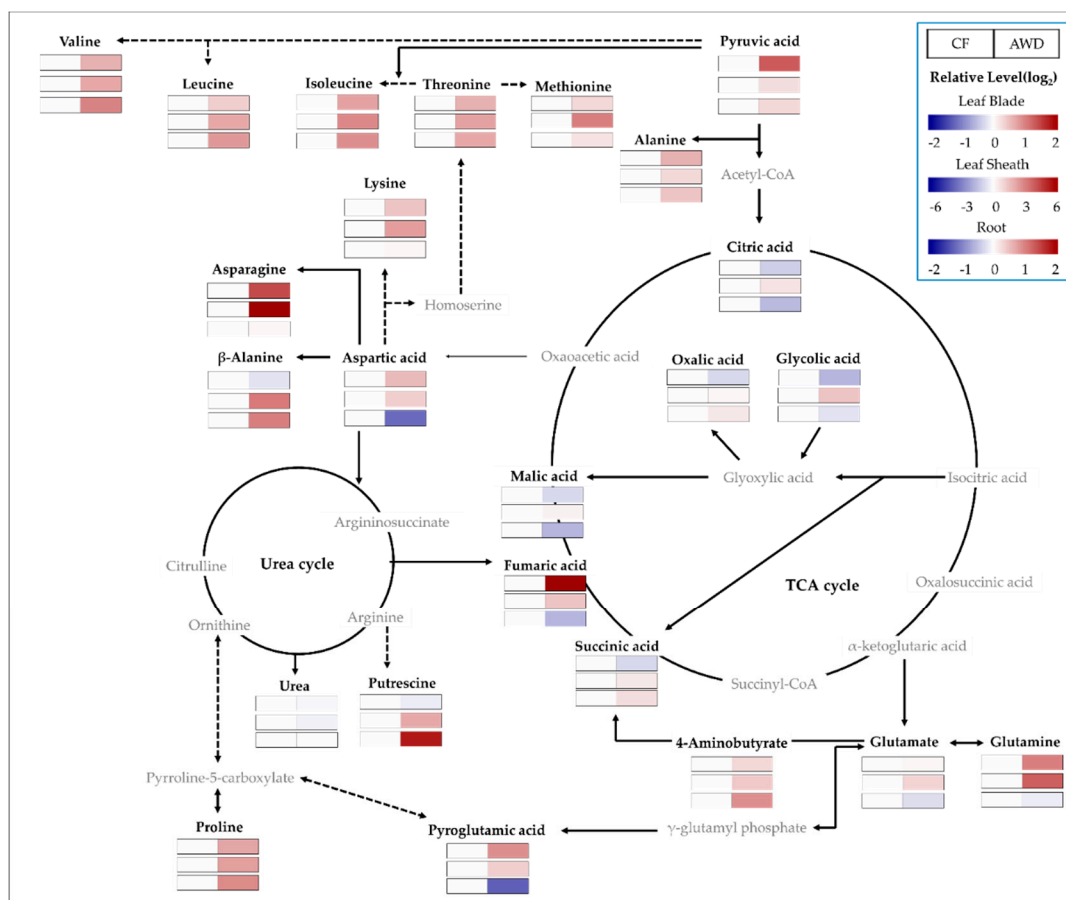 Valine
Leucine
Isoleucine
Threonine
Methionine
Pyruvic acid
CF AWD
Relative Level(log2)
Leaf Blade
-2 -1 0 1 2
Leaf Sheath
-6 -3 0 3 6
Root
-2 -1 0 1 2
Alanine
Acetyl-CoA
Lysine
Citric acid
Asparagine
Homoserine
β-Alanine
Aspartic acid
Oxaoacetic acid
Oxalic acid
Glycolic acid
Malic acid
Glyoxylic acid
Isocitric acid
Argininosuccinate
Citrulline
Urea cycle
Fumaric acid
TCA cycle
Oxalosuccinic acid
Ornithine
Arginine
Succinic acid
α-ketoglutaric acid
Succinyl-CoA
Urea
Putrescine
4-Aminobutyrate
Glutamate
Glutamine
Pyrroline-5-carboxylate
Proline
Pyroglutamic acid
γ-glutamyl phosphate